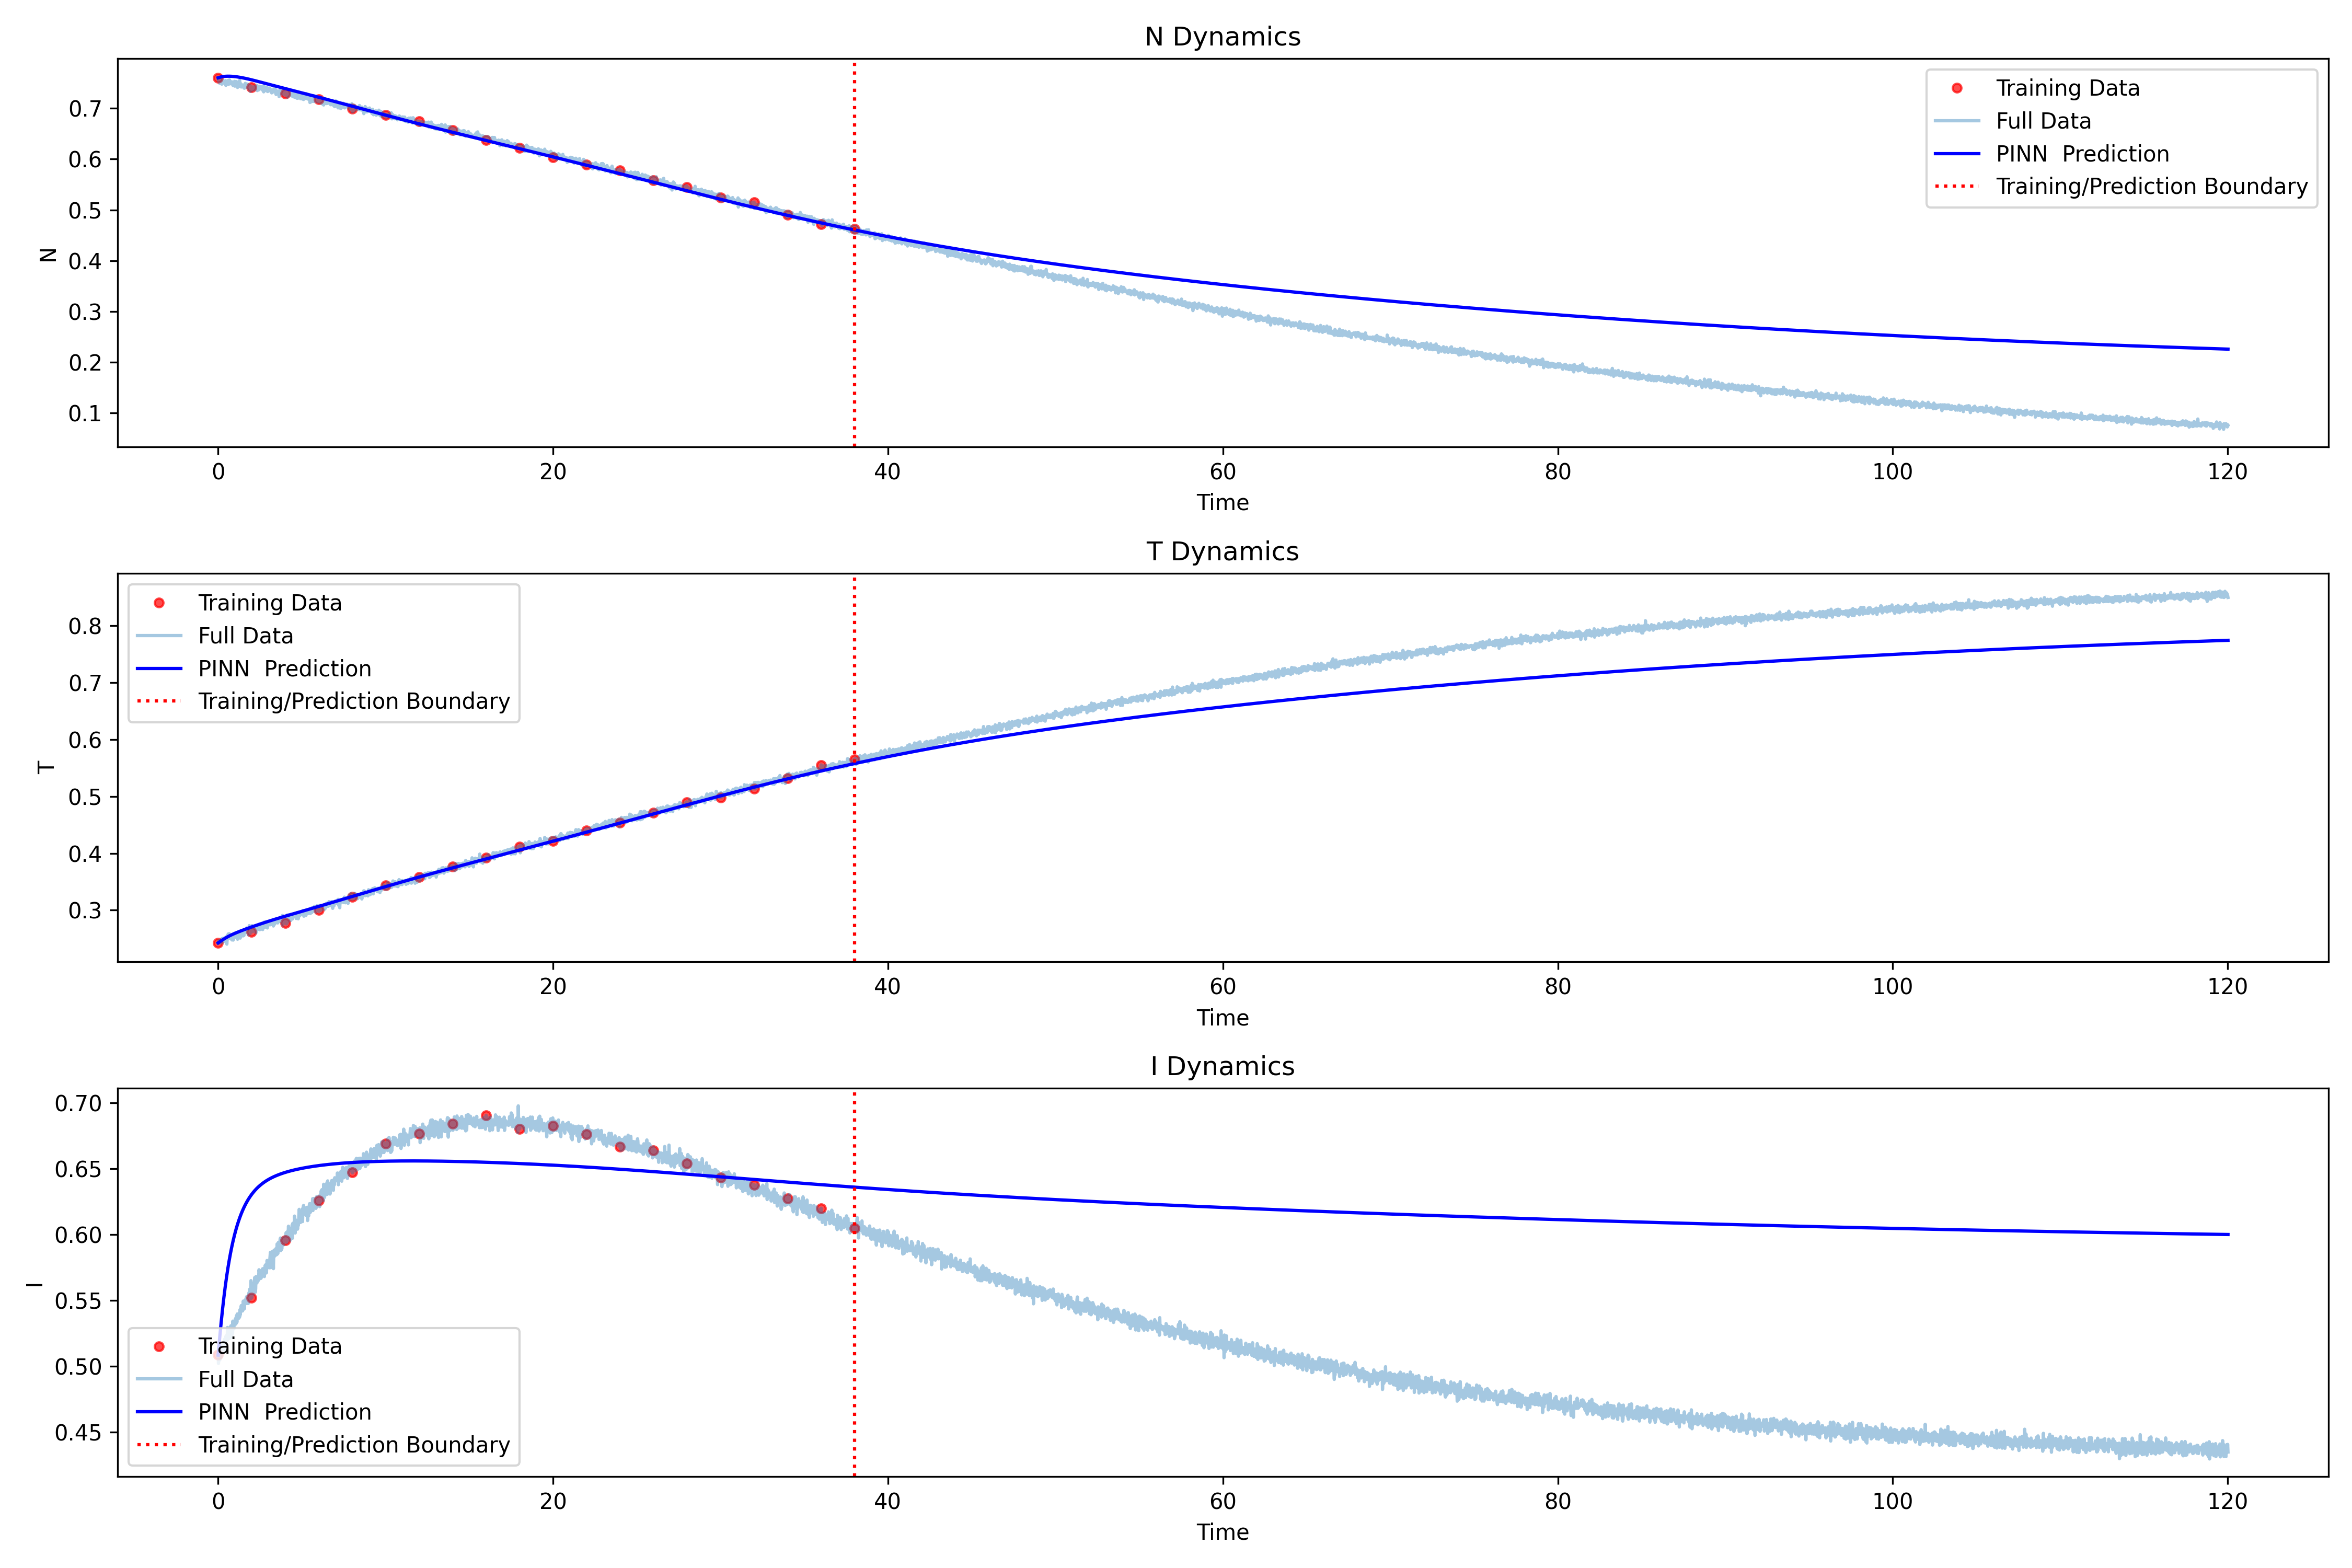 N Dynamics
Training Data
Full Data
PINN  Prediction
Training/Prediction Boundary
N
0.7
0.6
0.5
0.4
0.3
0.2
0.1
0 20 40 60 80 100 120
Time
T Dynamics
Training Data
Full Data
PINN  Prediction
Training/Prediction Boundary
T
0.8
0.7
0.6
0.5
0.4
0.3
0 20 40 60 80 100 120
Time
I Dynamics
I
0.70
0.65
0.60
0.55
0.50
0.45
Training Data
Full Data
PINN  Prediction
Training/Prediction Boundary
0 20 40 60 80 100 120
Time